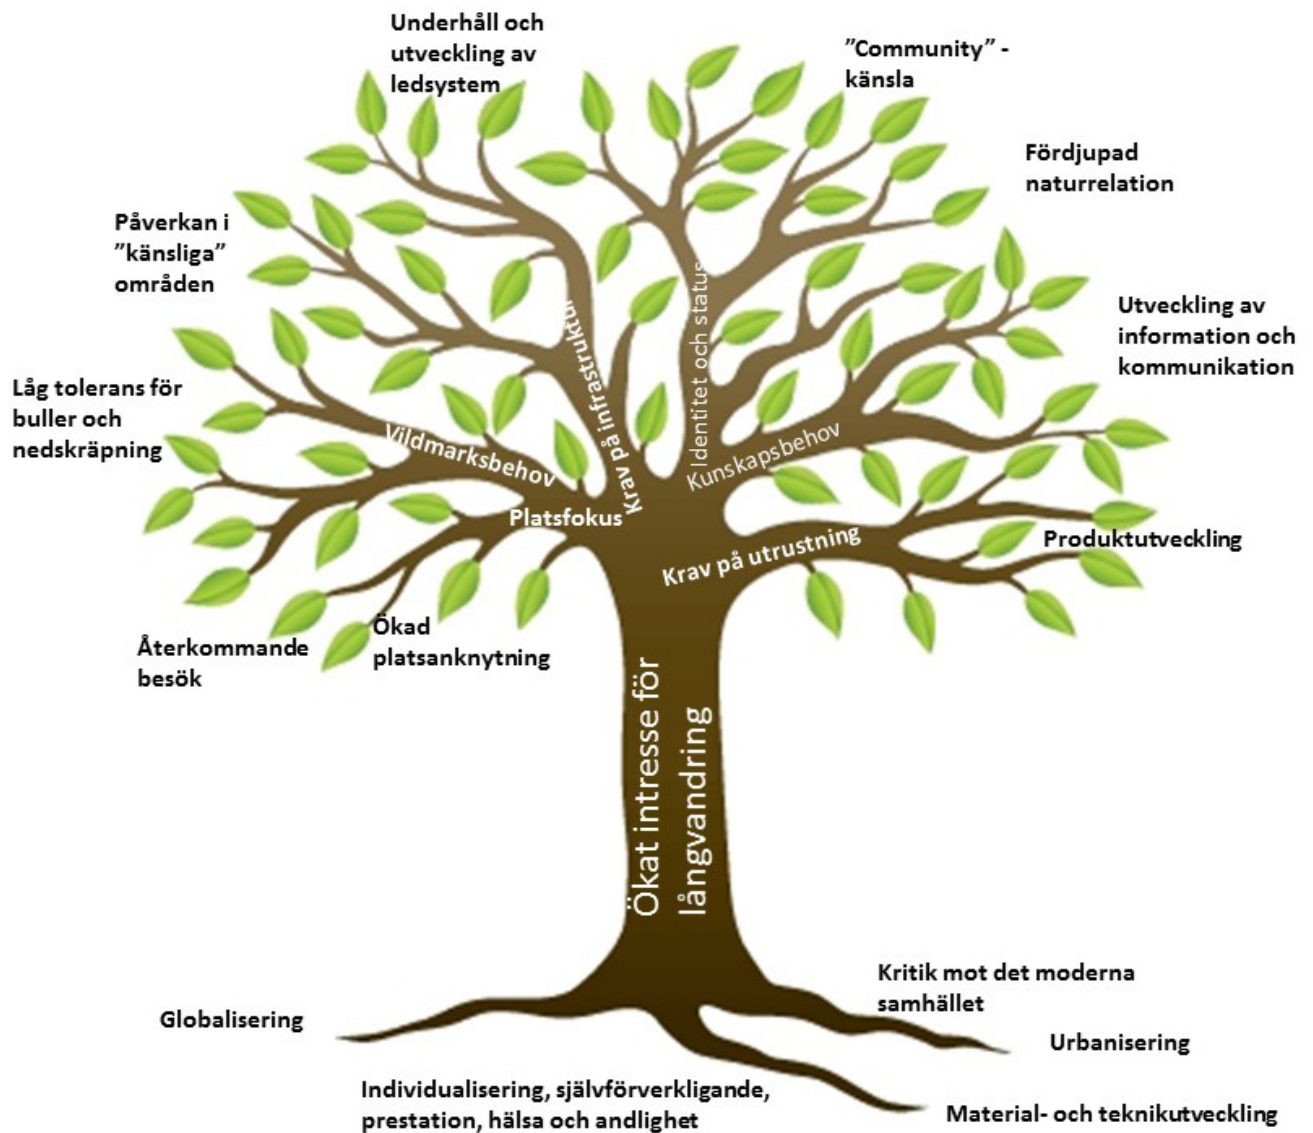 Underhåll och
utveckling av
ledsystem
”Community” -
känsla
Fördjupad
naturrelation
Påverkan i
”känsliga”
områden
Utveckling av
information och
kommunikation
Låg tolerans för
buller och
nedskräpning
Vildmarksbehov
Krav på infrastruktur
Identitet och status
Kunskapsbehov
Platsfokus
Krav på utrustning
Produktutveckling
Återkommande
besök
Ökad
platsanknytning
Ökat intresse för
långvandring
Kritik mot det moderna
samhället
Globalisering
Urbanisering
Individualisering, självförverkligande,
prestation, hälsa och andlighet
Material- och teknikutveckling